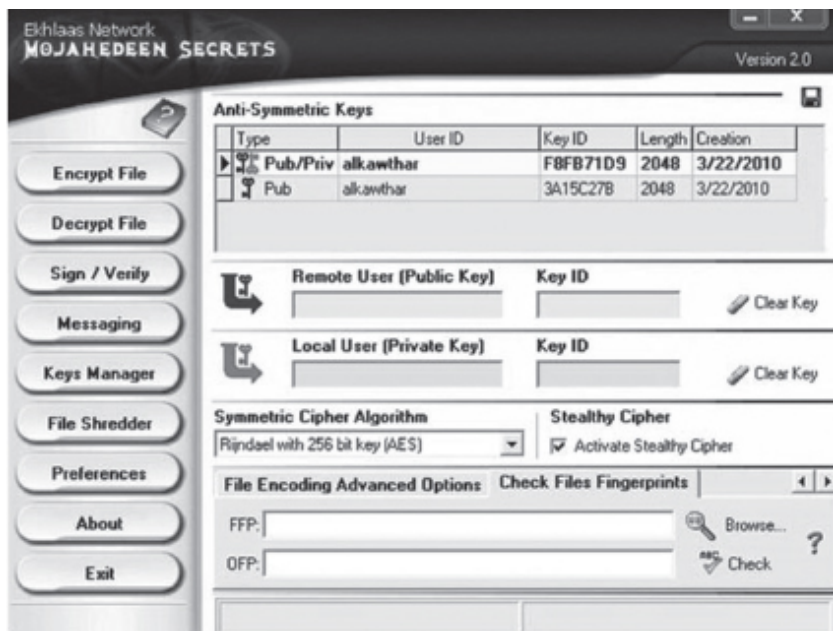 Ekhlaas Network
MOJAHEDEEN SECRETS
Version 2.0
Encrypt File
Decrypt File
Sign / Verify
Messaging
Keys Manager
File Shredder
Preferences
About
Exit
Anti-Symmetric Keys
Type User ID Key ID Length Creation
Pub/Priv alkawthar F8FB71D9 2048 3/22/2010
Pub alkawthar 3A15C27B 2048 3/22/2010
Remote User (Public Key) Key ID
Clear Key
Local User (Private Key) Key ID
Clear Key
Symmetric Cipher Algorithm Stealthy Cipher
Rijndael with 256 bit key (AES) Activate Stealthy Cipher
File Encoding Advanced Options Check Files Fingerprints
FFP: Browse... ?
OFP: Check